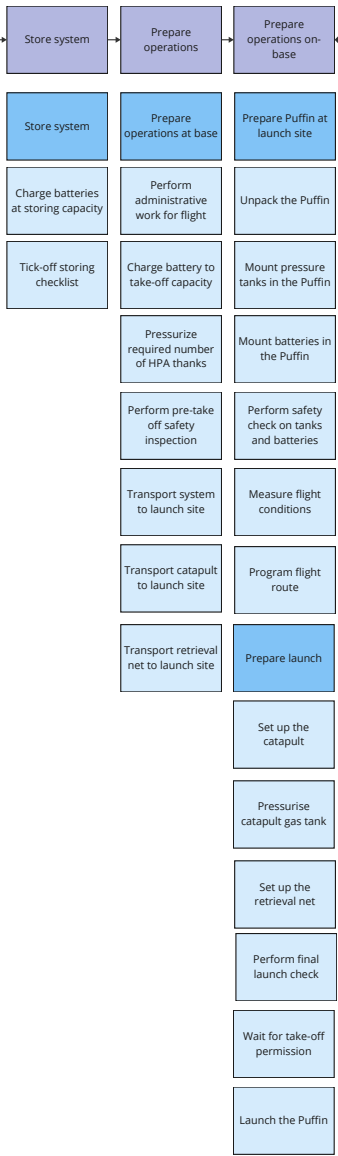 Store system
Prepare
operations
Prepare
operations on-
base
Store system
Charge batteries
at storing capacity
Tick-off storing
checklist
Prepare
operations at base
Perform
administrative
work for flight
Charge battery to
take-off capacity
Pressurize
required number
of HPA thanks
Perform pre-take
off safety
inspection
Transport system
to launch site
Transport catapult
to launch site
Transport retrieval
net to launch site
Prepare Puffin at
launch site
Unpack the Puffin
Mount pressure
tanks in the Puffin
Mount batteries in
the Puffin
Perform safety
check on tanks
and batteries
Measure flight
conditions
Program flight
route
Prepare launch
Set up the
catapult
Pressurise
catapult gas tank
Set up the
retrieval net
Perform final
launch check
Wait for take-off
permission
Launch the Puffin